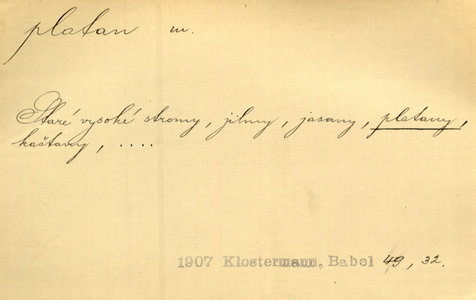 platan m.
Staré vysoké stromy, jilmy, jasany, platany,
kaštany, ....
1907 Klostermann, Babel 49, 32.